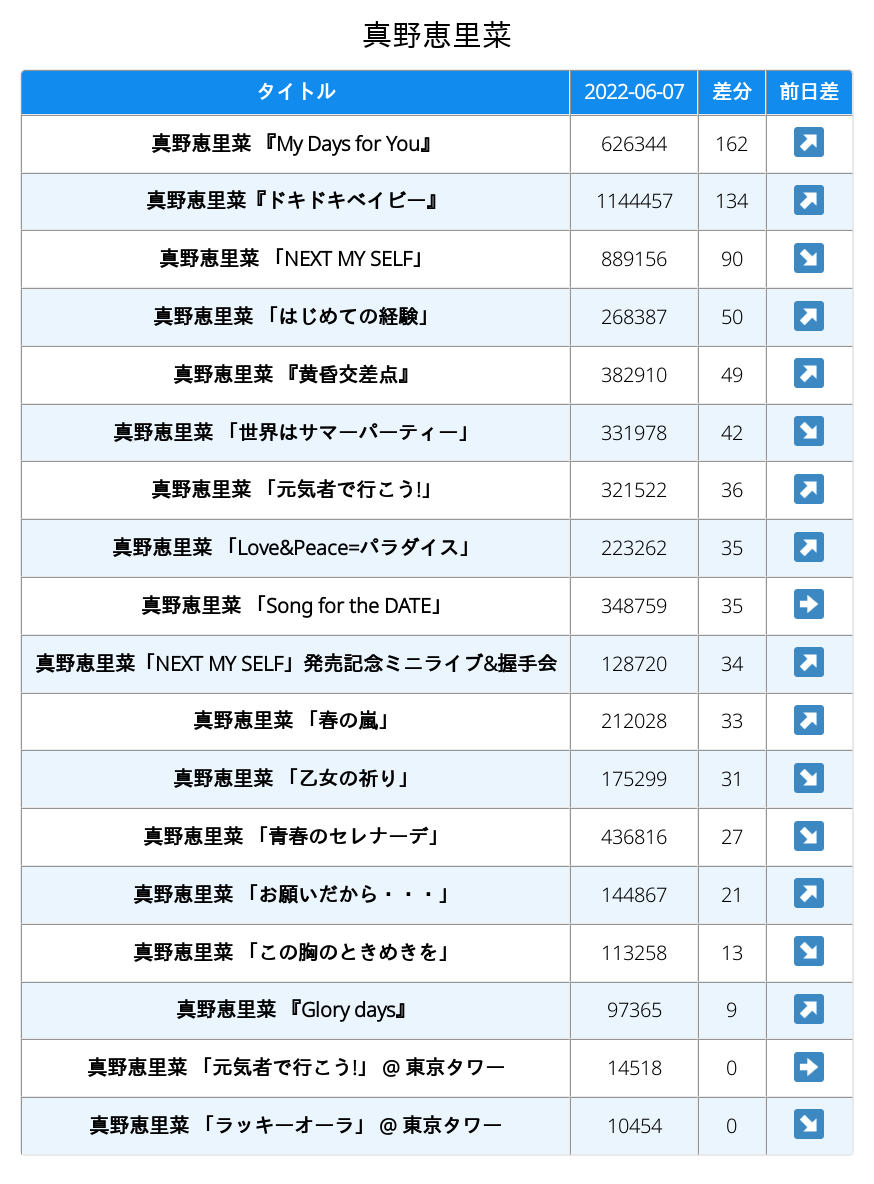 真野恵里菜
タイトル 2022-06-07 差分 前日差
真野恵里菜 『My Days for You』 626344 162 ↗
真野恵里菜『ドキドキベイビー』 1144457 134 ↗
真野恵里菜 「NEXT MY SELF」 889156 90 ↘
真野恵里菜 「はじめての経験」 268387 50 ↗
真野恵里菜 『黄昏交差点』 382910 49 ↗
真野恵里菜 「世界はサマーパーティー」 331978 42 ↘
真野恵里菜 「元気者で行こう!」 321522 36 ↗
真野恵里菜 「Love&Peace=パラダイス」 223262 35 ↗
真野恵里菜 「Song for the DATE」 348759 35 ➡
真野恵里菜「NEXT MY SELF」発売記念ミニライブ&握手会 128720 34 ↗
真野恵里菜 「春の嵐」 212028 33 ↗
真野恵里菜 「乙女の祈り」 175299 31 ↘
真野恵里菜 「青春のセレナーデ」 436816 27 ↘
真野恵里菜 「お願いだから・・・」 144867 21 ↗
真野恵里菜 「この胸のときめきを」 113258 13 ↘
真野恵里菜 『Glory days』 97365 9 ↗
真野恵里菜 「元気者で行こう!」 @ 東京タワー 14518 0 ➡
真野恵里菜 「ラッキーオーラ」 @ 東京タワー 10454 0 ↘